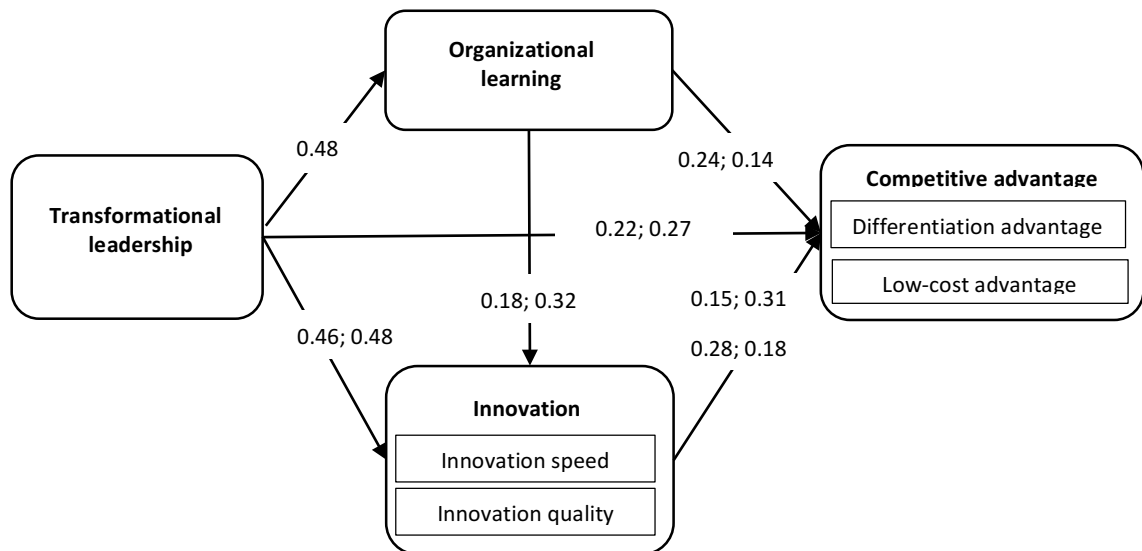 Organizational
learning
0.48
0.24; 0.14
Transformational
leadership
Competitive advantage
Differentiation advantage
Low-cost advantage
0.22; 0.27
0.18; 0.32
0.15; 0.31
0.46; 0.48
0.28; 0.18
Innovation
Innovation speed
Innovation quality